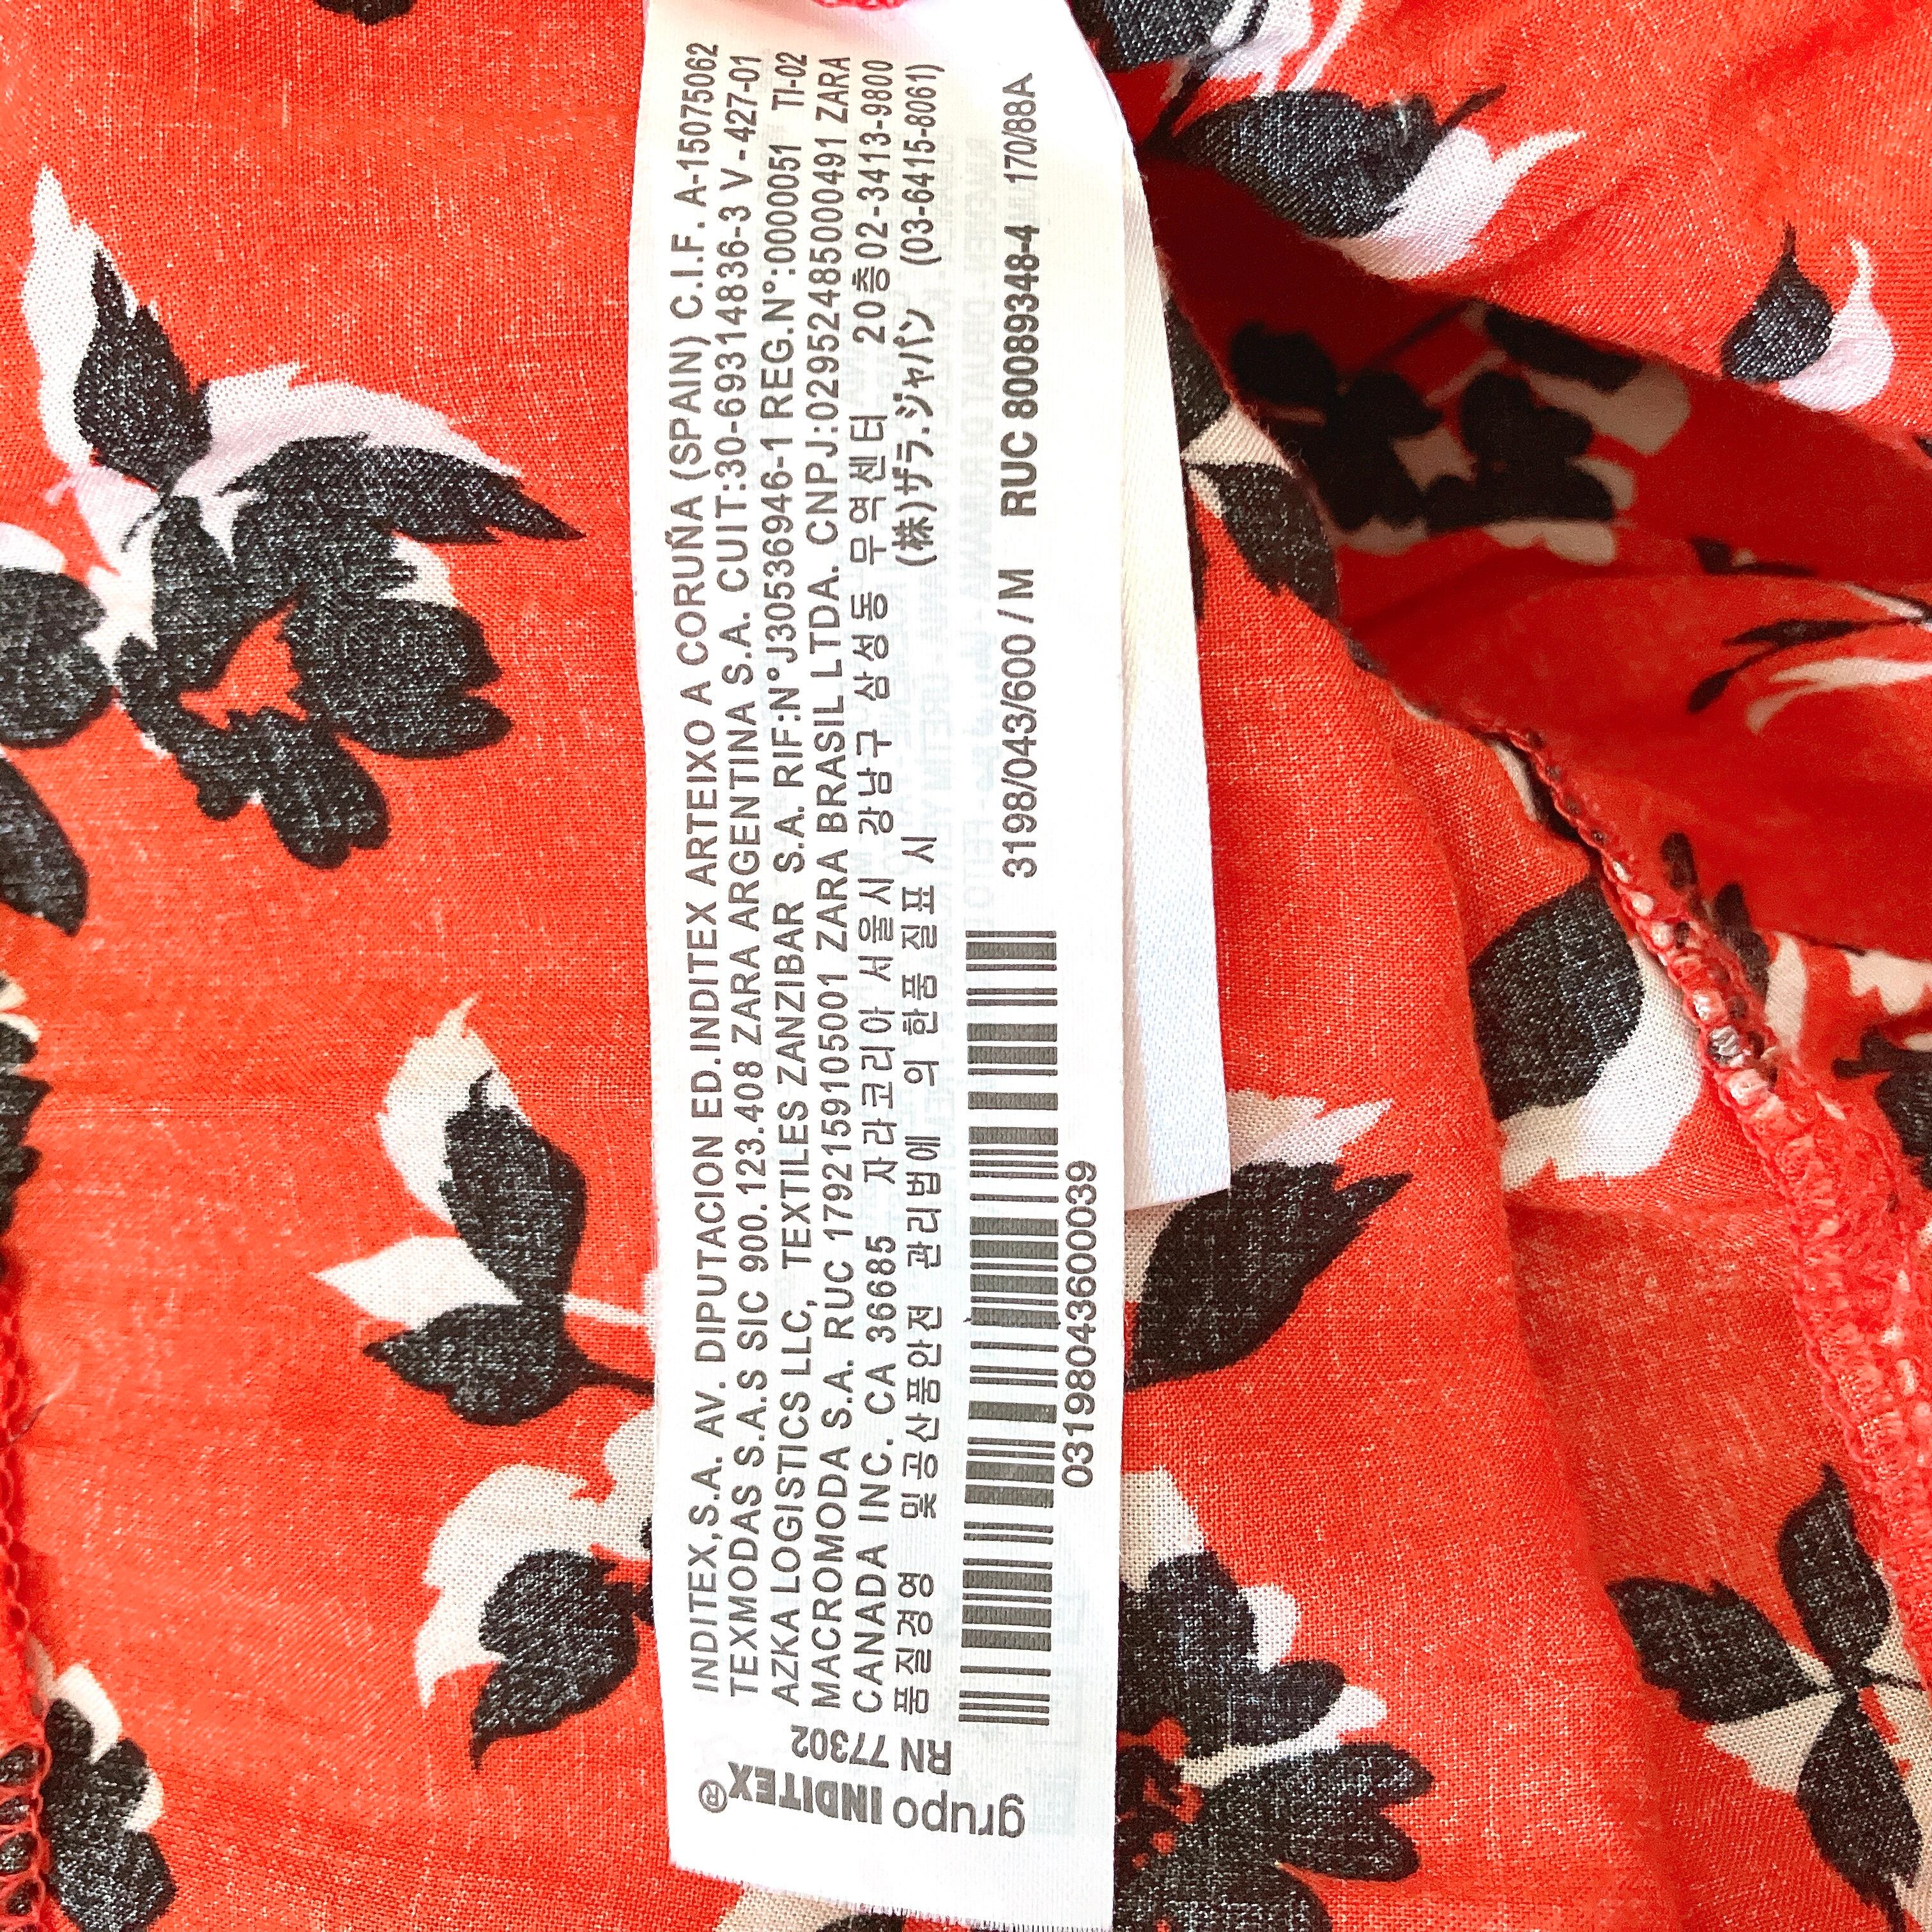 INDITEX,S.A. AV. DIPUTACION ED.INDITEX ARTEIXO A CORUÑA (SPAIN) C.I.F. A-15075062
TEXMODAS S.A.S SIC 900.123.408 ZARA ARGENTINA S.A. CUIT:30-69314836-3 V-427-01
AZKA LOGISTICS LLC, TEXTILES ZANZIBAR S.A. RIF:N°J30536946-1 REG.N°:0000051 TI-02
MACROMODA S.A. RUC 1792159105001 ZARA BRASIL LTDA. CNPJ:02952485000491 ZARA
CANADA INC. CA 36685 자라코리아 서울시 강남구 삼성동 무역센터 20층02-3413-9800
품질경영 및공산품안전 관리법에 의한품질표시 (株)ザラ・ジャパン (03-6415-8061)
3198/043/600 / M RUC 80089348-4 170/88A
03198043600039
RN 77302
grupo INDITEX®